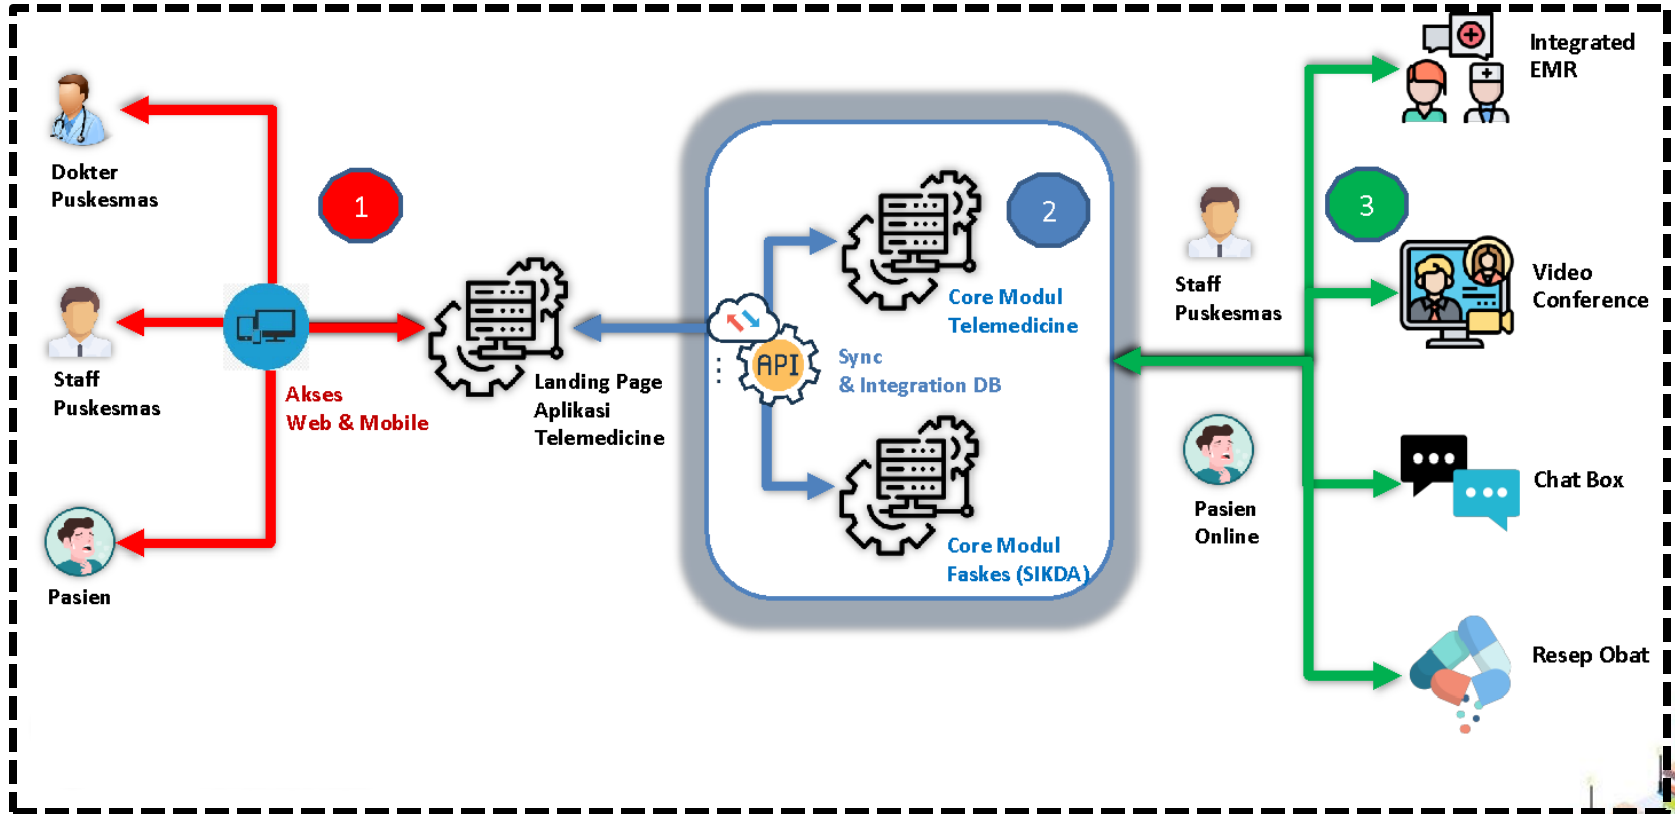 Dokter
Puskesmas
1
Staff
Puskesmas
Akses
Web & Mobile
Pasien
Landing Page
Aplikasi
Telemedicine
2
Core Modul
Telemedicine
API
Sync
& Integration DB
Core Modul
Faskes (SIKDA)
Staff
Puskesmas
Pasien
Online
3
Integrated
EMR
Video
Conference
Chat Box
Resep Obat